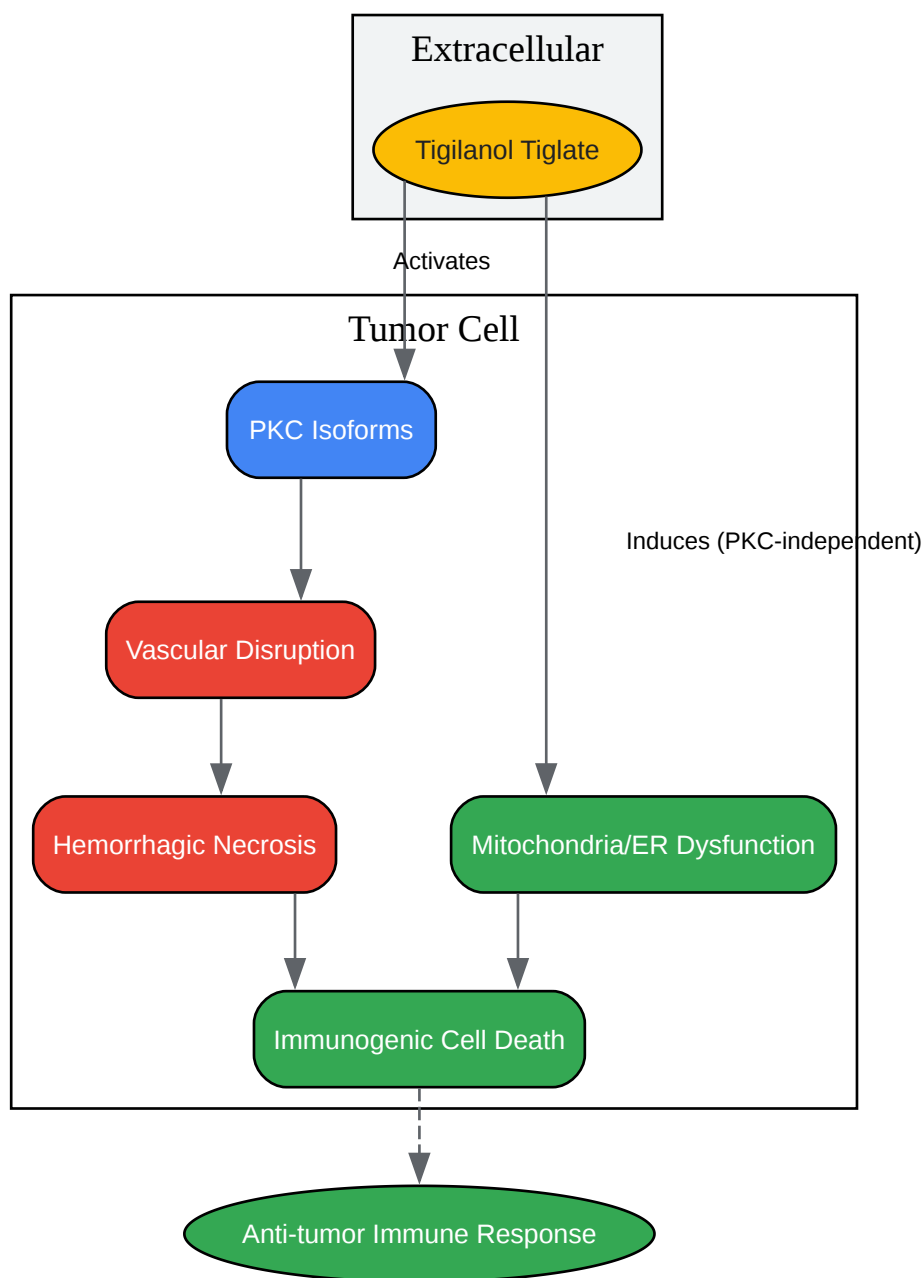 Extracellular
Tigilanol Tiglate
Activates
Tumor Cell
PKC Isoforms
Induces (PKC-independent)
Vascular Disruption
Hemorrhagic Necrosis
Mitochondria/ER Dysfunction
Immunogenic Cell Death
Anti-tumor Immune Response